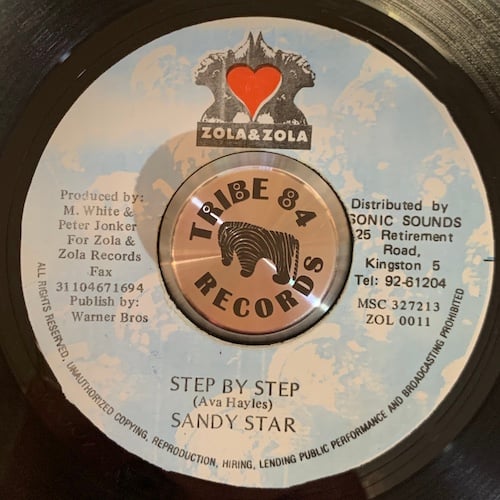 ZOLA&ZOLA
Produced by:
M. White &
Peter Jonker
For Zola &
Zola Records
Fax
31104671694
Publish by:
Warner Bros
TRIBE 84
RECORDS
Distributed by
SONIC SOUNDS
25 Retirement
Road,
Kingston 5
Tel: 92-61204
MSC 327213
ZOL 0011
STEP BY STEP
(Ava Hayles)
SANDY STAR
ALL RIGHTS RESERVED, UNAUTHORIZED COPYING, REPRODUCTION, HIRING, LENDING PUBLIC PERFORMANCE AND BROADCASTING PROHIBITED